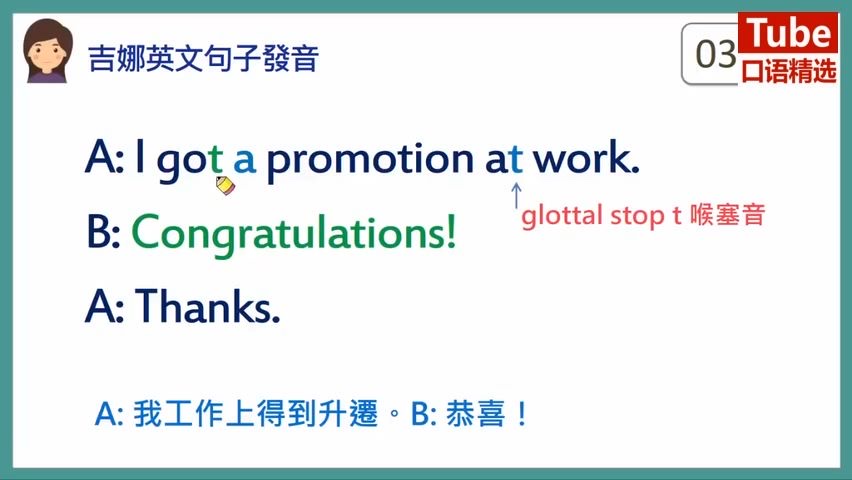 吉娜英文句子發音
03
Tube
口语精选
A: I got a promotion at work.
glottal stop t 喉塞音
B: Congratulations!
A: Thanks.
A: 我工作上得到升遷。B: 恭喜！